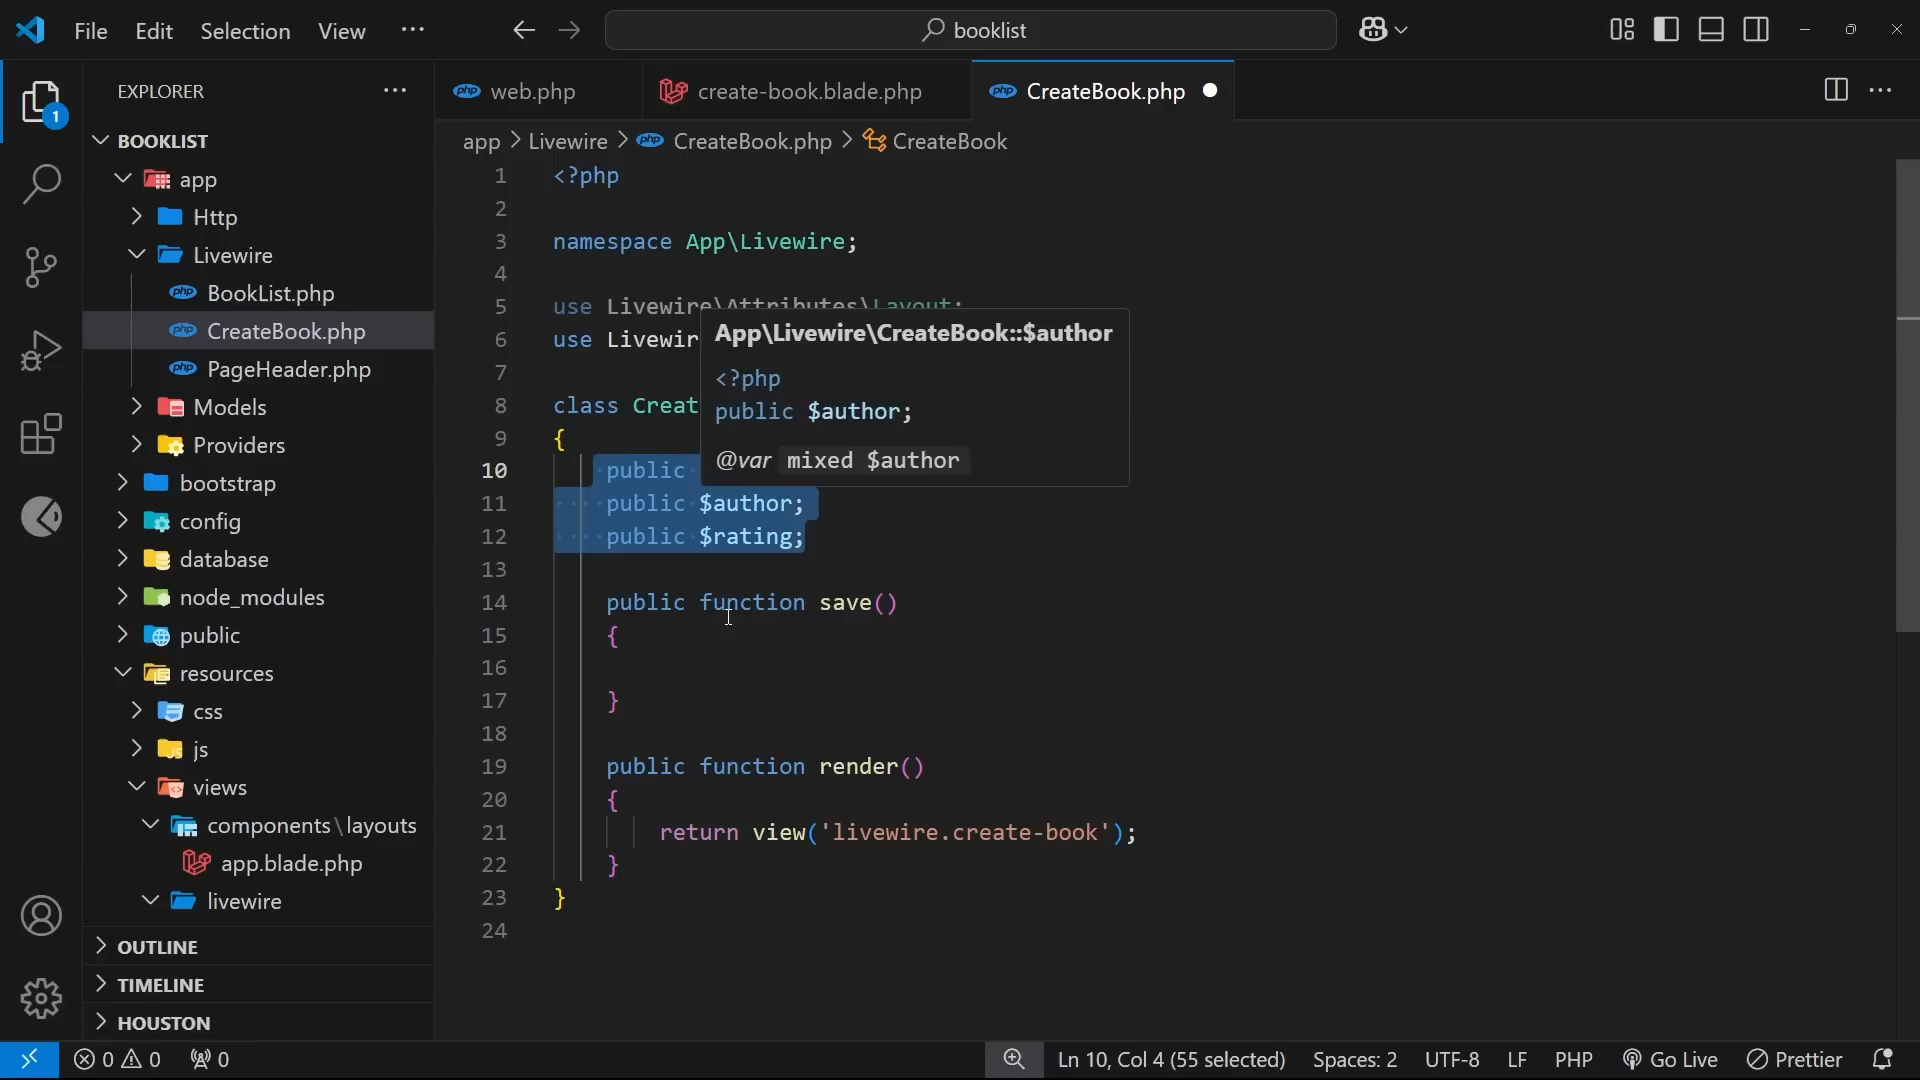 File Edit Selection View ··· booklist
EXPLORER ···
BOOKLIST
app
Http
Livewire
BookList.php
CreateBook.php
PageHeader.php
Models
Providers
bootstrap
config
database
node_modules
public
resources
css
js
views
components\layouts
app.blade.php
livewire
OUTLINE
TIMELINE
HOUSTON
1
web.php create-book.blade.php CreateBook.php
app > Livewire > CreateBook.php > CreateBook
1 <?php
2
3 namespace App\Livewire;
4
5 use Livewire\Attributes\Layout;
6 use Livewir
7
8 class Creat
9 {
10 public
11 public $author;
12 public $rating;
13
14 public function save()
15 {
16
17 }
18
19 public function render()
20 {
21 return view('livewire.create-book');
22 }
23 }
24
App\Livewire\CreateBook::$author
<?php
public $author;
@var mixed $author
0 0 0 Ln 10, Col 4 (55 selected) Spaces: 2 UTF-8 LF PHP Go Live Prettier